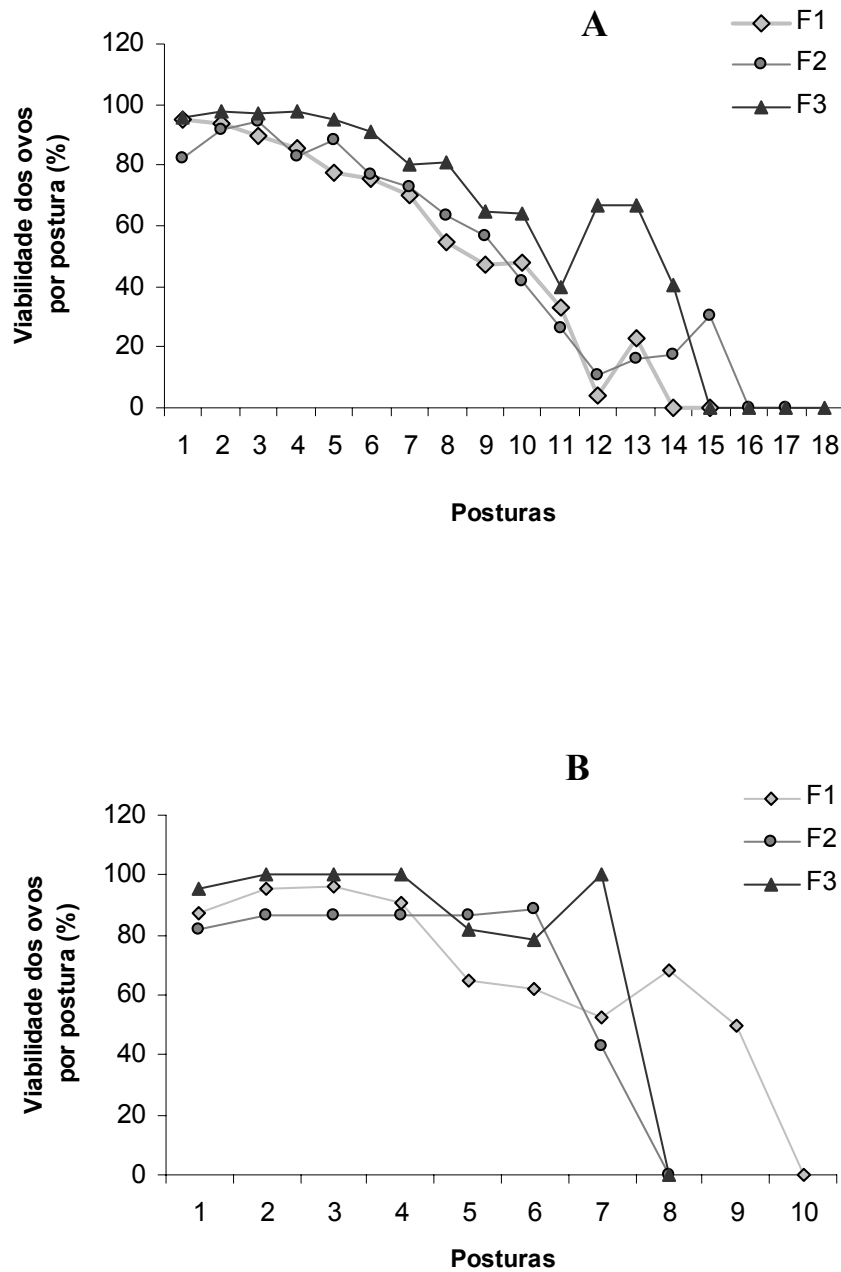 A
F1
F2
F3
120
100
80
60
40
20
0
Viabilidade dos ovos
por postura (%)
1 2 3 4 5 6 7 8 9 10 11 12 13 14 15 16 17 18
Posturas
B
F1
F2
F3
120
100
80
60
40
20
0
Viabilidade dos ovos
por postura (%)
1 2 3 4 5 6 7 8 9 10
Posturas